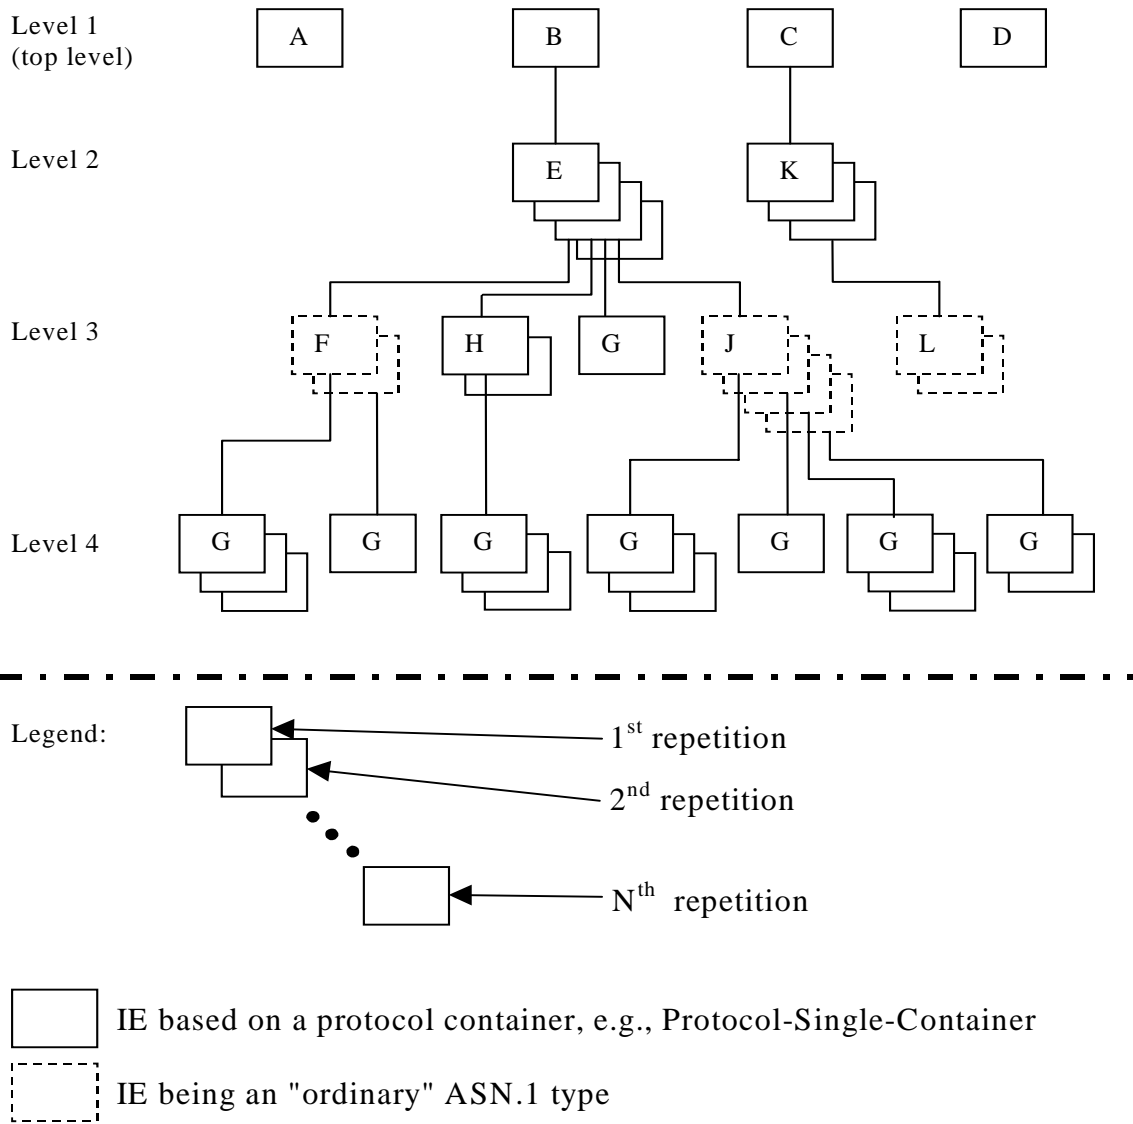 Level 1
(top level)
A
B
C
D
Level 2
E
K
Level 3
F
H
G
J
L
Level 4
G
G
G
G
G
G
G
Legend:
1st repetition
2nd repetition
Nth repetition
IE based on a protocol container, e.g., Protocol-Single-Container
IE being an "ordinary" ASN.1 type